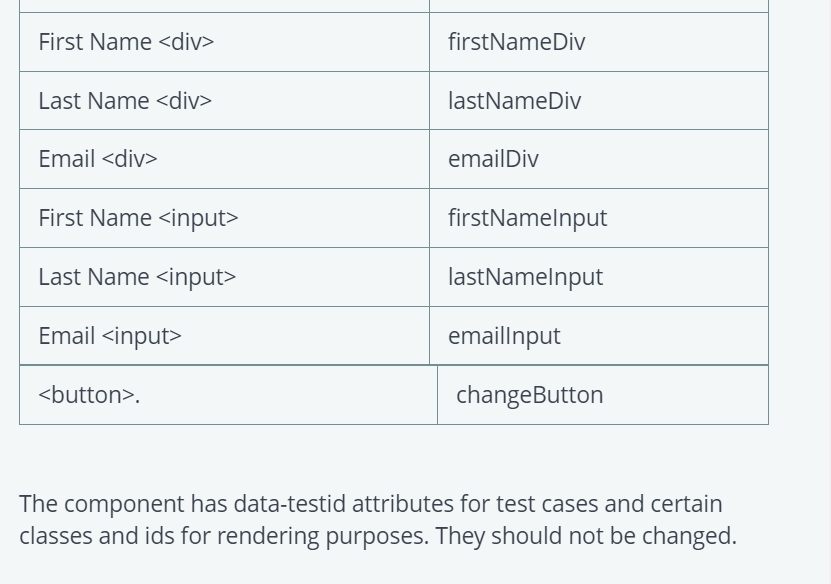 First Name <div> firstNameDiv
Last Name <div> lastNameDiv
Email <div> emailDiv
First Name <input> firstNameInput
Last Name <input> lastNameInput
Email <input> emailInput
<button>. changeButton
The component has data-testid attributes for test cases and certain
classes and ids for rendering purposes. They should not be changed.